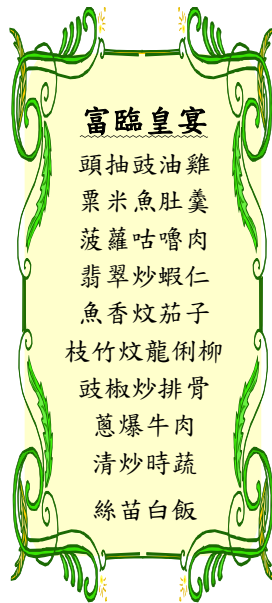 富臨皇宴
頭抽豉油雞
粟米魚肚羹
菠蘿咕嚕肉
翡翠炒蝦仁
魚香炆茄子
枝竹炆龍俐柳
豉椒炒排骨
蔥爆牛肉
清炒時蔬
絲苗白飯